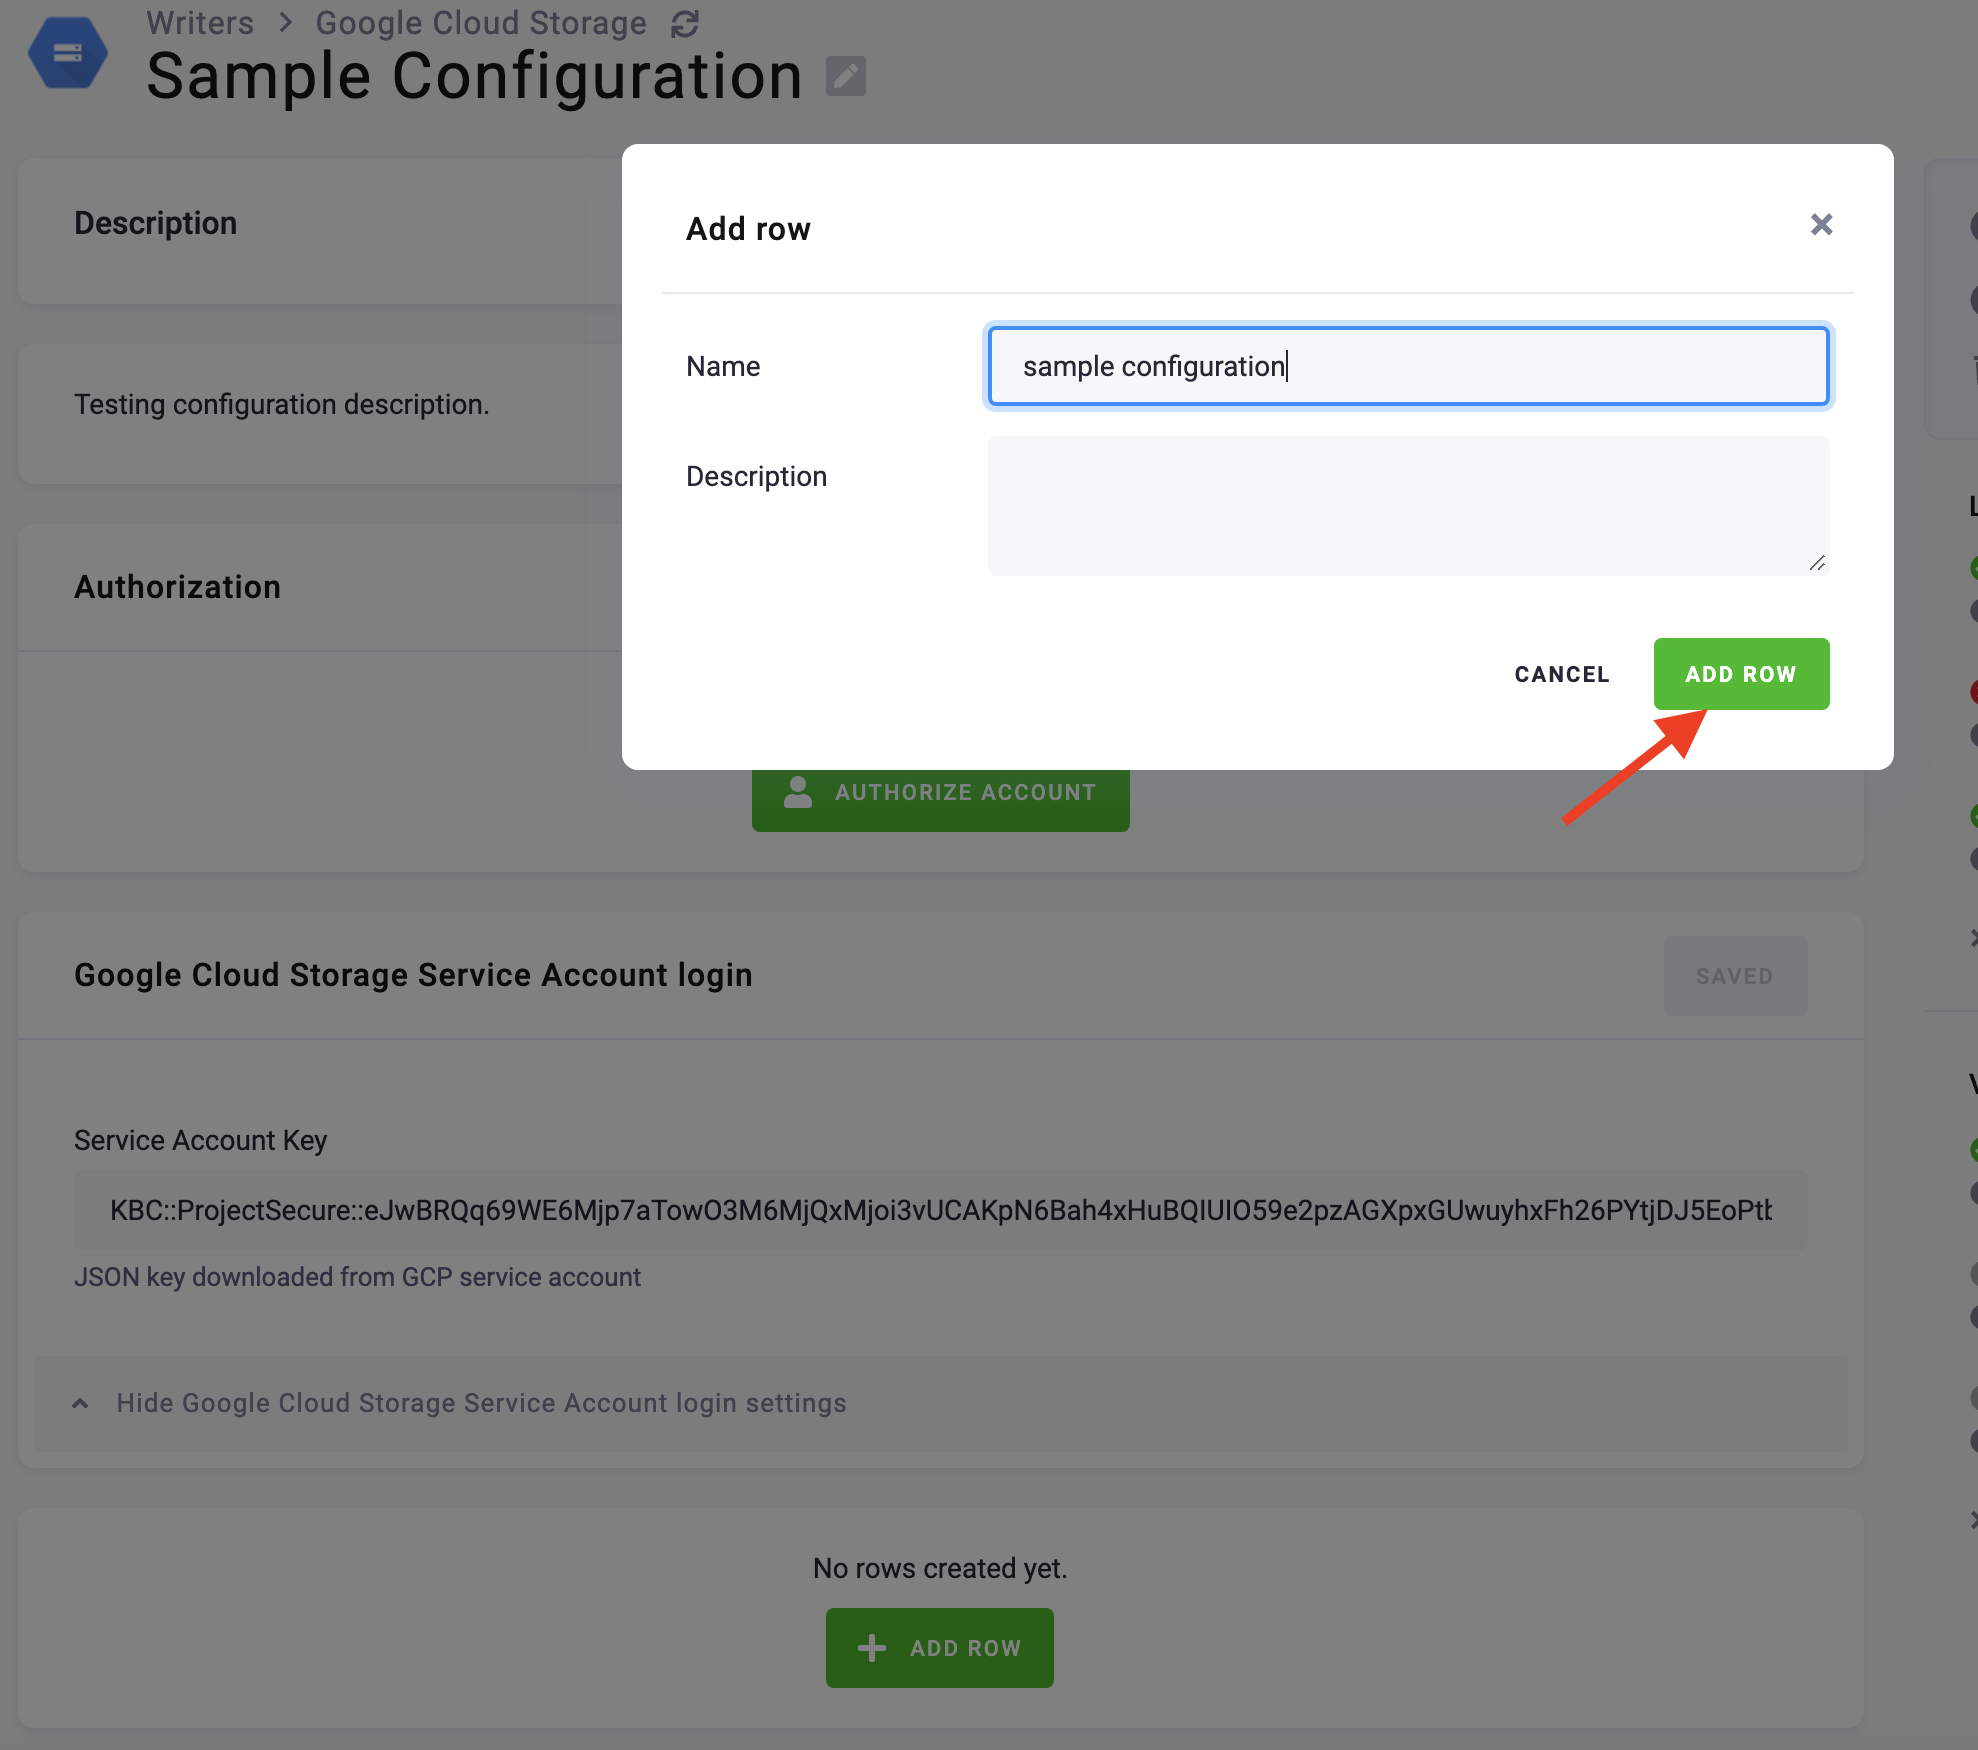 Writers > Google Cloud Storage
Sample Configuration
Description
Testing configuration description.
Authorization
AUTHORIZE ACCOUNT
Add row
Name
sample configuration
Description
CANCEL
ADD ROW
Google Cloud Storage Service Account login
SAVED
Service Account Key
KBC::ProjectSecure::eJwBRQq69WE6Mjp7aTowO3M6MjQxMjoi3vUCAKpN6Bah4xHuBQIUIO59e2pzAGXpxGUwuyhxFh26PYtjDJ5EoPtb
JSON key downloaded from GCP service account
Hide Google Cloud Storage Service Account login settings
No rows created yet.
ADD ROW